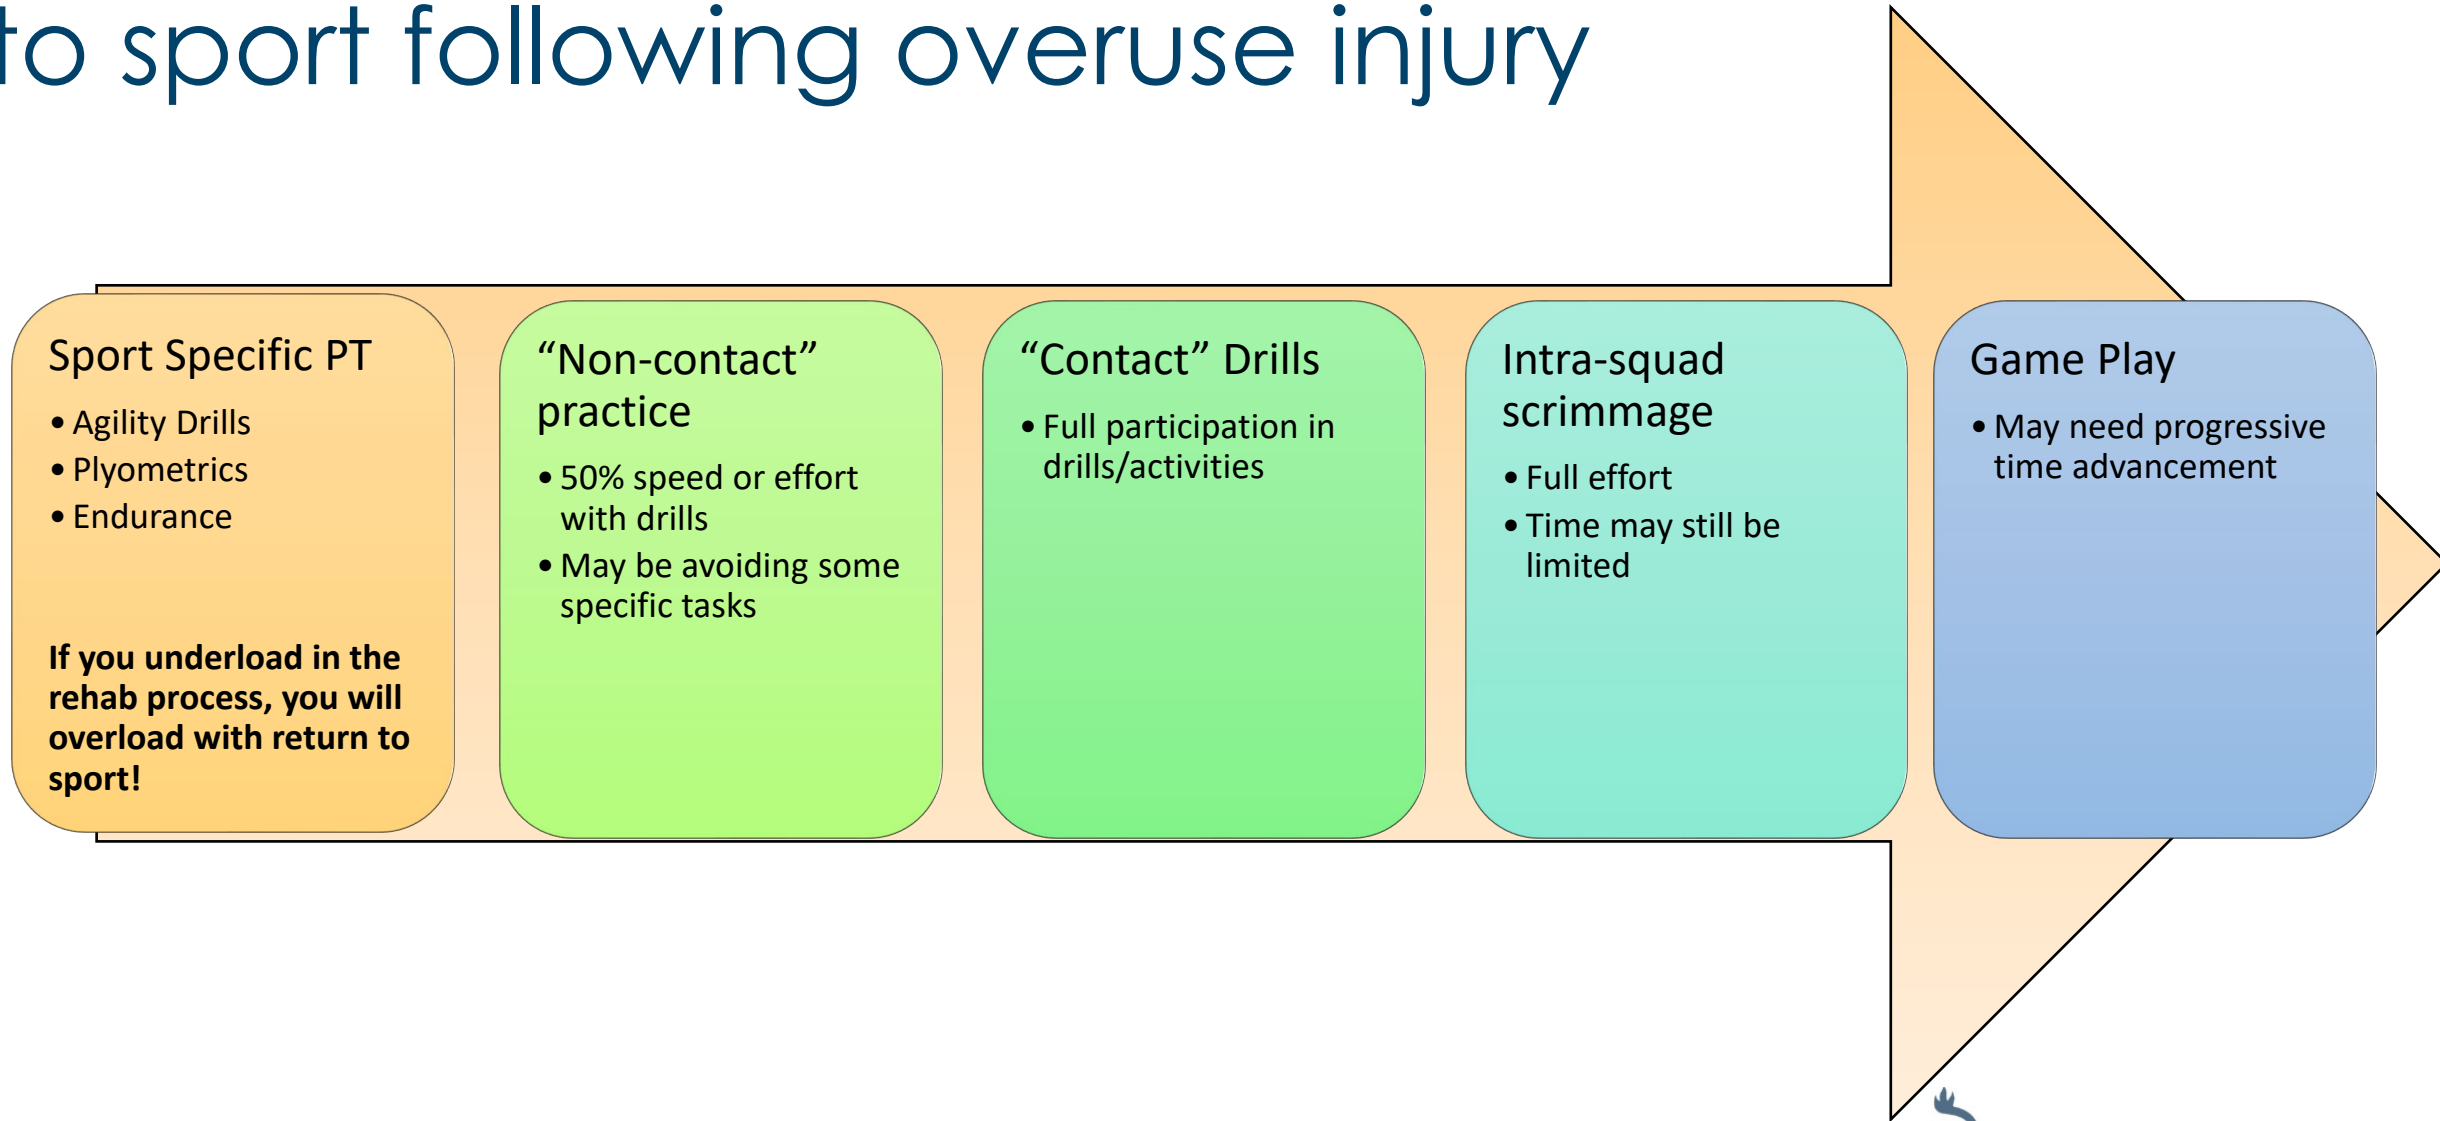 to sport following overuse injury
Sport Specific PT
• Agility Drills
• Plyometrics
• Endurance
If you underload in the
rehab process, you will
overload with return to
sport!
“Non-contact”
practice
• 50% speed or effort
with drills
• May be avoiding some
specific tasks
“Contact” Drills
• Full participation in
drills/activities
Intra-squad
scrimmage
• Full effort
• Time may still be
limited
Game Play
• May need progressive
time advancement